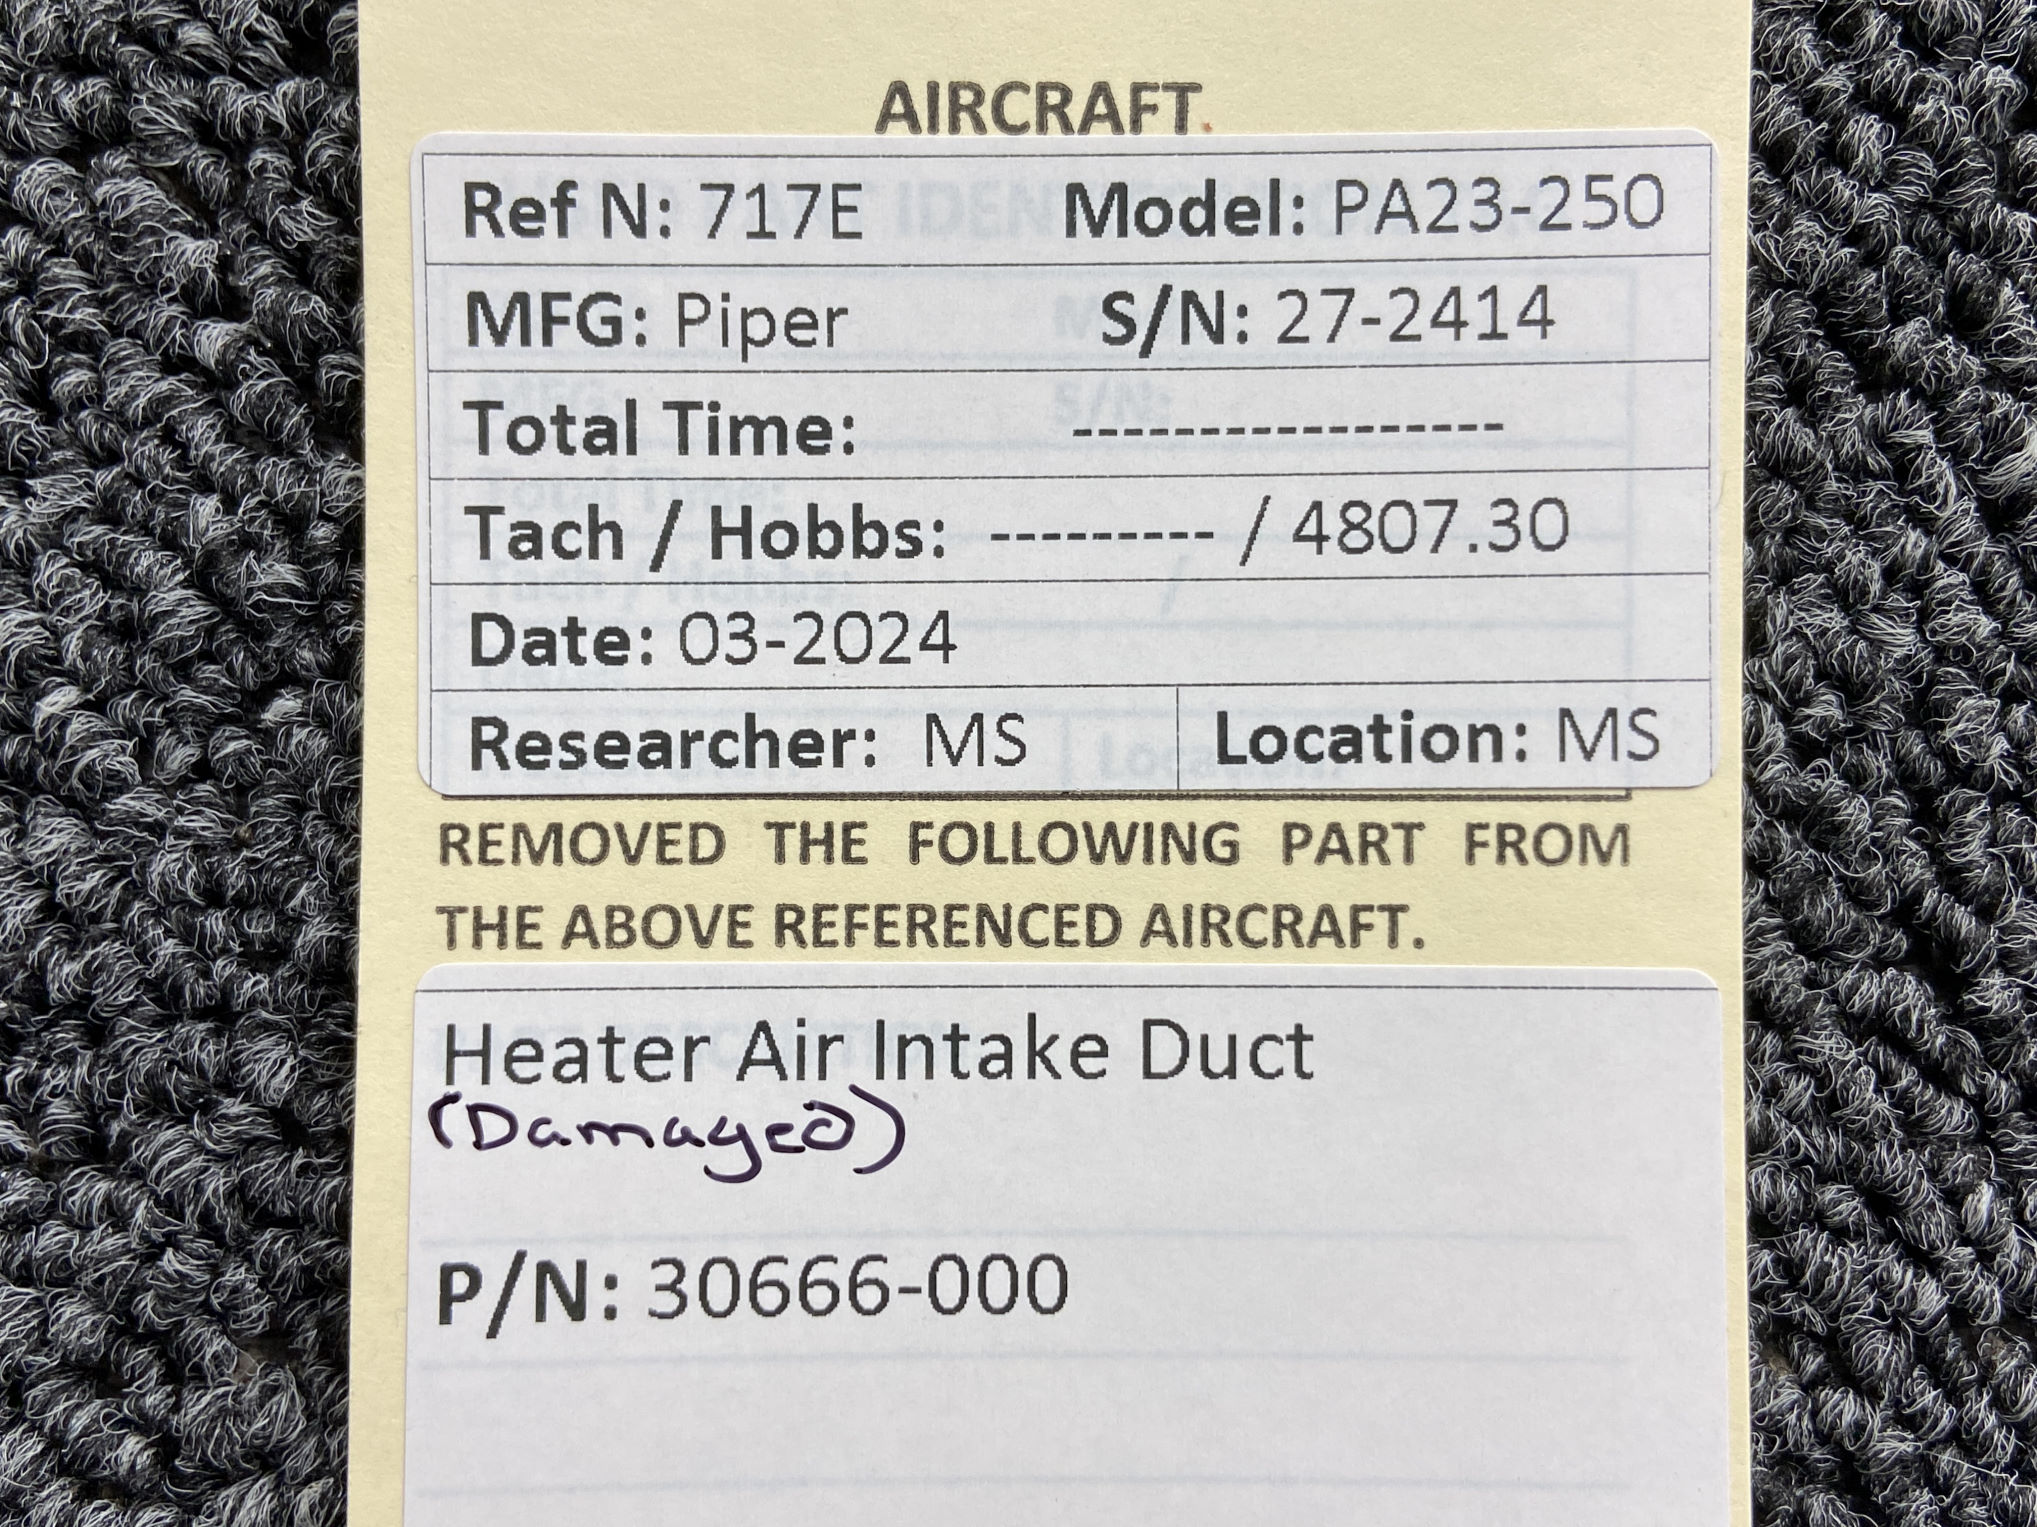 AIRCRAFT
Ref N: 717E Model: PA23-250
MFG: Piper S/N: 27-2414
Total Time: -----------------
Tach / Hobbs: --------- / 4807.30
Date: 03-2024
Researcher: MS Location: MS
REMOVED THE FOLLOWING PART FROM
THE ABOVE REFERENCED AIRCRAFT.
Heater Air Intake Duct
(Damaged)
P/N: 30666-000